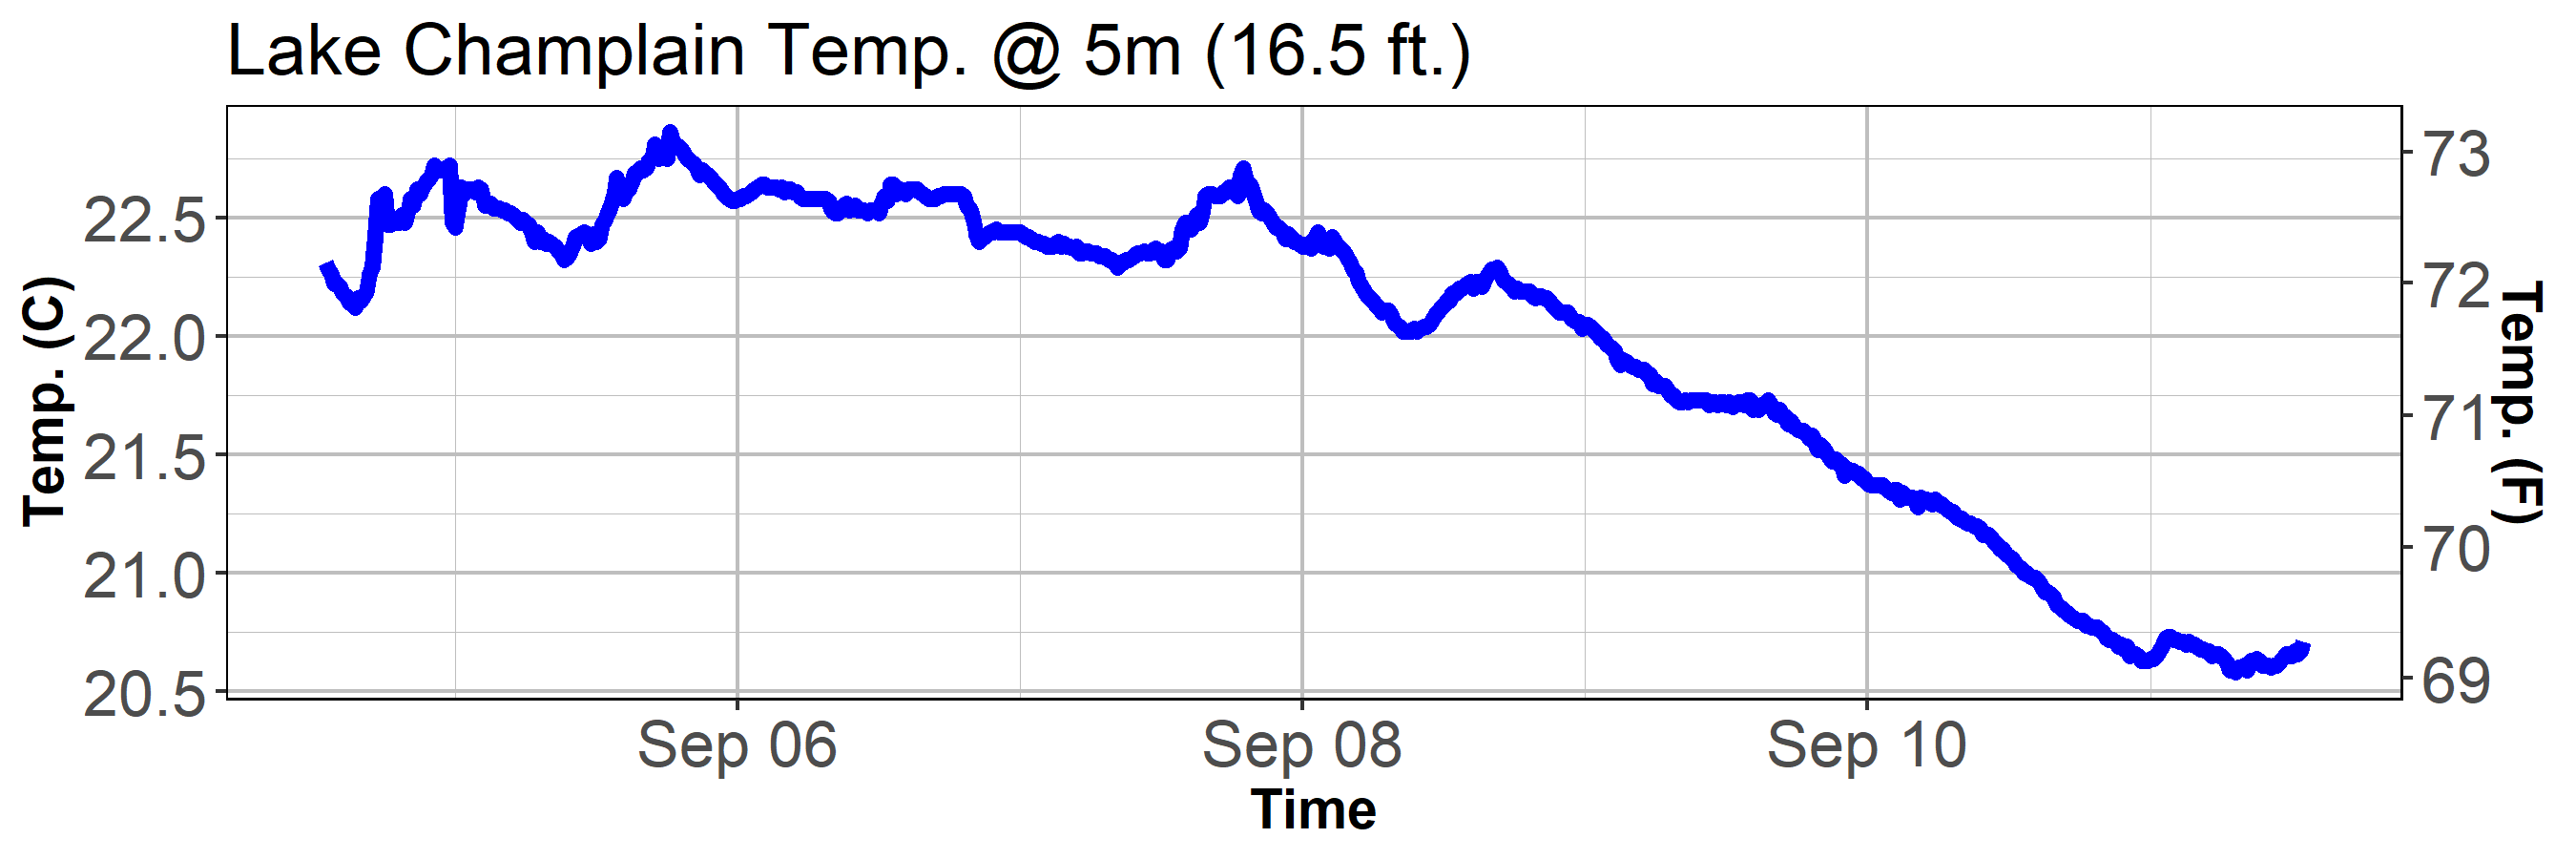 Lake Champlain Temp. @ 5m (16.5 ft.)
Temp. (C)
22.5
22.0
21.5
21.0
20.5
73
72
71
70
69
Temp. (F)
Sep 06
Sep 08
Sep 10
Time